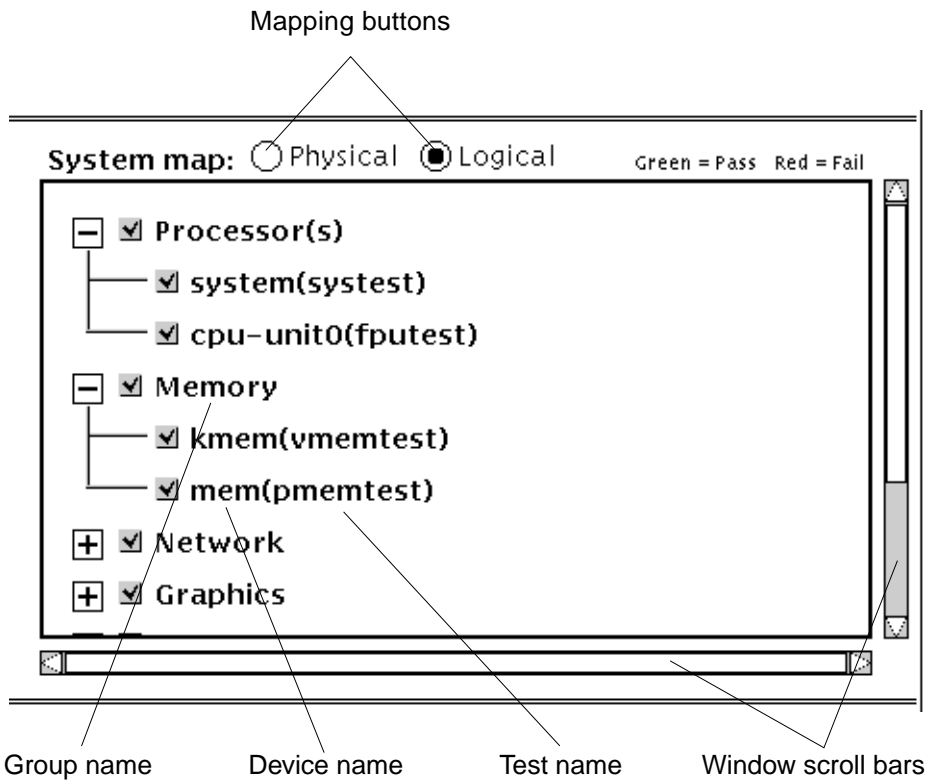 Mapping buttons
System map: Physical Logical Green = Pass Red = Fail
Processor(s)
system(systest)
cpu-unit0(fputest)
Memory
kmem(vmemtest)
mem(pmemtest)
Network
Graphics
Group name Device name Test name Window scroll bars